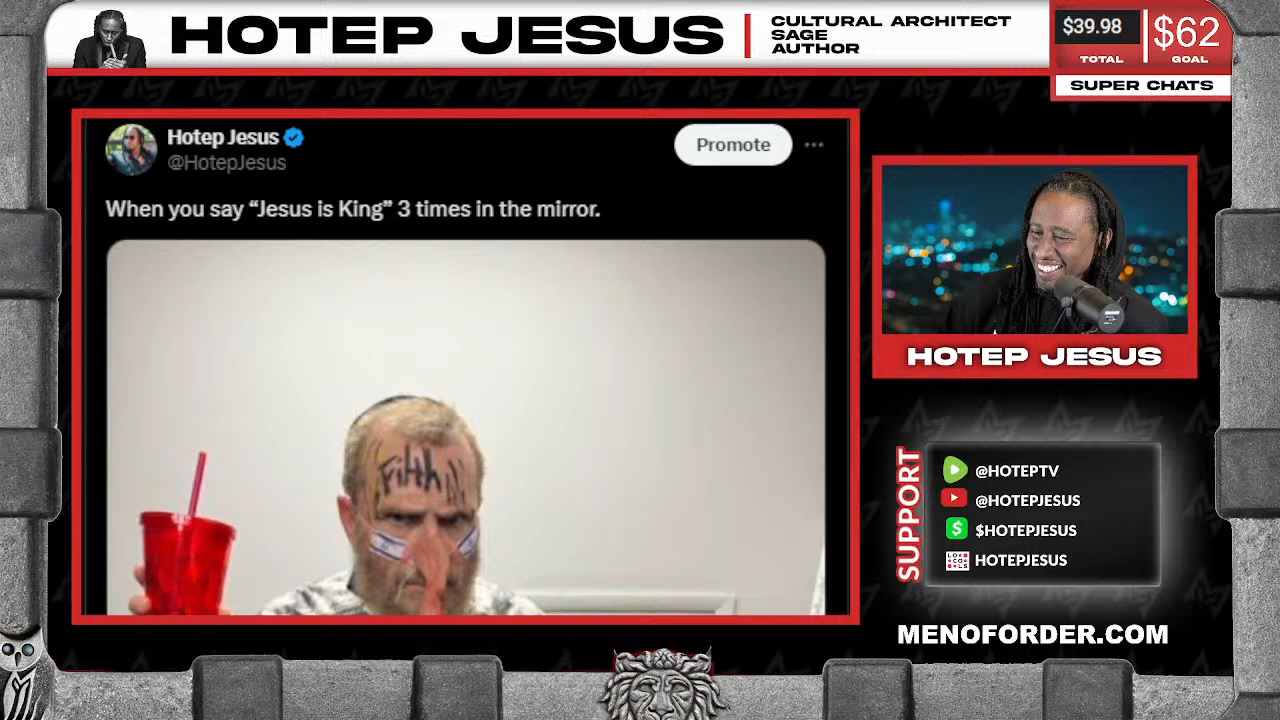 HOTEP JESUS
CULTURAL ARCHITECT
SAGE
AUTHOR
$39.98
TOTAL
$62
GOAL
SUPER CHATS
Hotep Jesus
@HotepJesus
Promote
When you say “Jesus is King” 3 times in the mirror.
HOTEP JESUS
SUPPORT
@HOTEPTV
@HOTEPJESUS
$HOTEPJESUS
LOCALS
HOTEPJESUS
MENOFORDER.COM